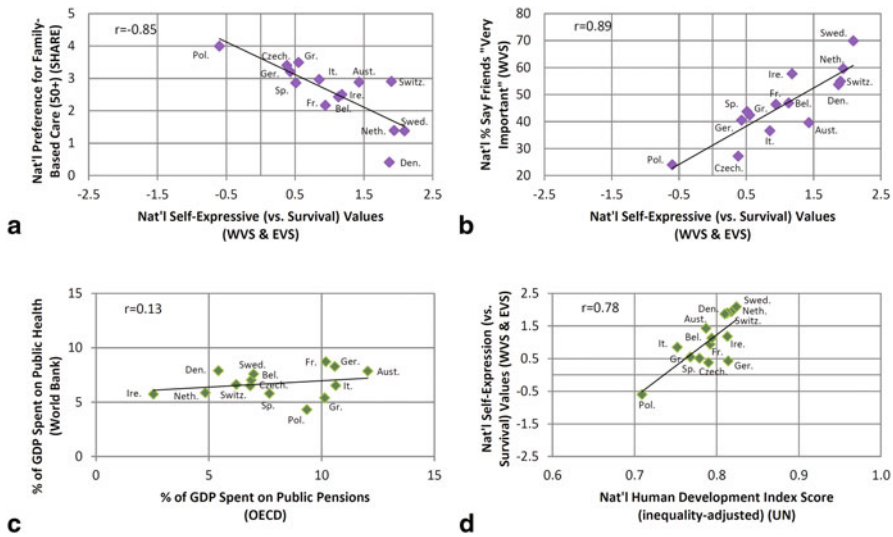 r=-0.85
Nat'l Preference for Family-
Based Care (50+) (SHARE)
5
4
3
2
1
0
-2.5
-1.5
-0.5
0.5
1.5
2.5
Pol.
Czech.
Gr.
Ger.
It.
Aust.
Switz.
Sp.
Ire.
Fr.
Bel.
Swed.
Neth.
Den.
Nat'l Self-Expressive (vs. Survival) Values
(WVS & EVS)
a
r=0.89
Nat'l % Say Friends "Very
Important" (WVS)
80
70
60
50
40
30
20
-2.5
-1.5
-0.5
0.5
1.5
2.5
Swed.
Neth.
Ire.
Switz.
Fr.
Den.
Sp.
Gr.
Bel.
Ger.
Aust.
It.
Pol.
Czech.
Nat'l Self-Expressive (vs. Survival) Values
(WVS & EVS)
b
r=0.13
% of GDP Spent on Public Health
(World Bank)
15
10
5
0
0
5
10
15
Den.
Swed.
Bel.
Fr.
Ger.
Aust.
Ire.
Neth.
Switz.
Czech.
It.
Sp.
Gr.
Pol.
% of GDP Spent on Public Pensions
(OECD)
c
r=0.78
Nat'l Self-Expression (vs.
Survival) Values (WVS & EVS)
2.5
1.5
0.5
-0.5
-1.5
-2.5
0.6
0.7
0.8
0.9
1.0
Swed.
Den.
Neth.
Switz.
Aust.
Bel.
It.
Ire.
Fr.
Gr.
Sp.
Czech.
Ger.
Pol.
Nat'l Human Development Index Score
(inequality-adjusted) (UN)
d